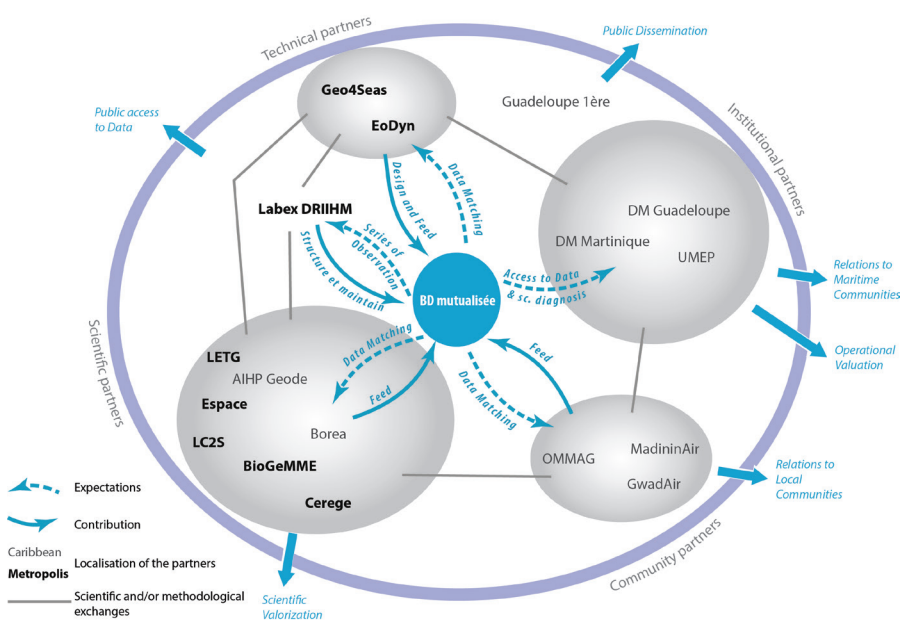 Technical partners
Public Dissemination
Geo4Seas
EoDyn
Guadeloupe 1ère
Public access
to Data
Institutional partners
Design and Feed
Data Matching
Labex DRIIHM
Series of
Observation
Structure et maintain
DM Guadeloupe
DM Martinique
UMEP
Access to Data
& sc. diagnosis
BD mutualisée
Relations to
Maritime
Communities
Scientific partners
LETG
AIHP Geode
Espace
LC2S
Borea
BioGeMME
Cerege
Data Matching
Feed
Feed
Data Matching
Operational
Valuation
OMMAG
MadininAir
GwadAir
Relations to
Local
Communities
Community partners
Expectations
Contribution
Caribbean
Metropolis
Localisation of the partners
Scientific and/or methodological
exchanges
Scientific
Valorization